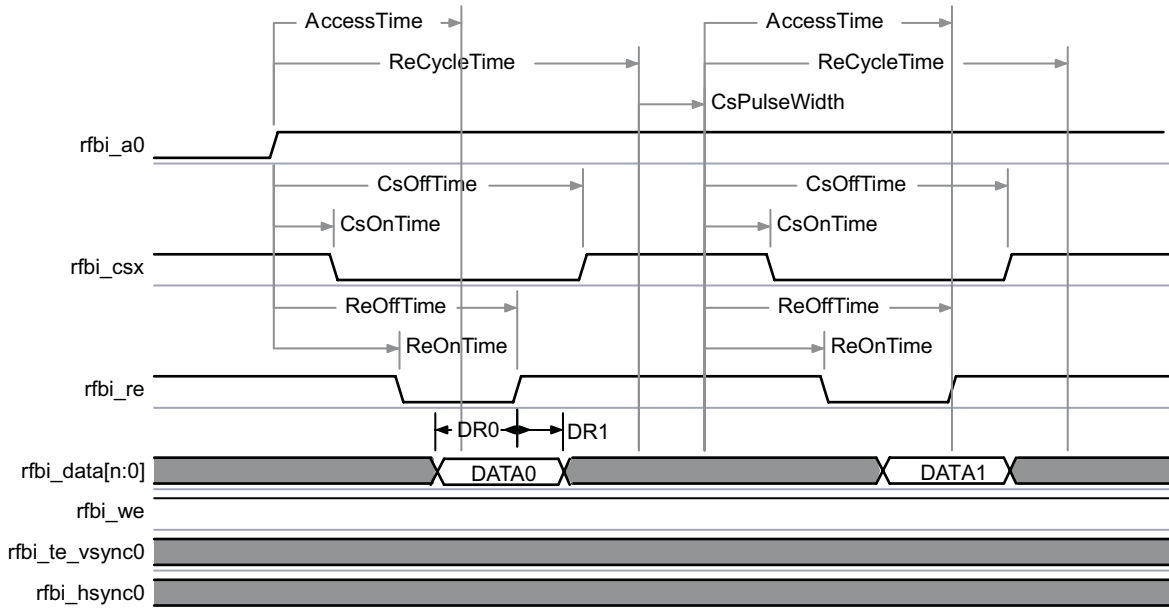 AccessTime AccessTime
ReCycleTime ReCycleTime
CsPulseWidth
rfbi_a0
CsOffTime CsOffTime
CsOnTime CsOnTime
rfbi_csx
ReOffTime ReOffTime
ReOnTime ReOnTime
rfbi_re
DR0 DR1
rfbi_data[n:0] DATA0 DATA1
rfbi_we
rfbi_te_vsync0
rfbi_hsync0